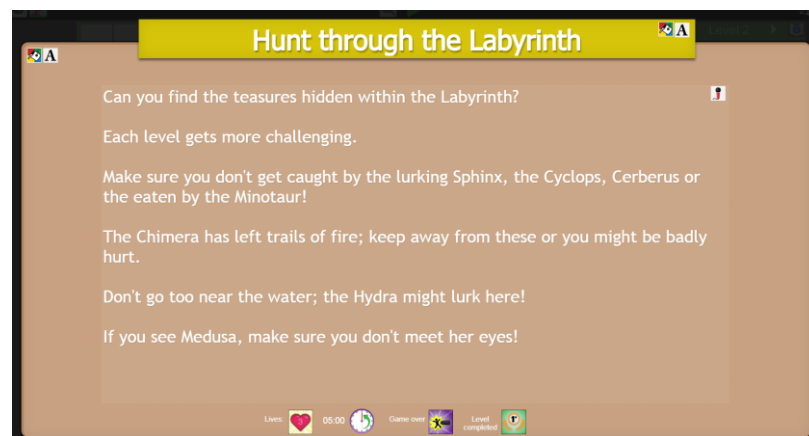 Hunt through the Labyrinth
A
Level 2
A
Can you find the teasures hidden within the Labyrinth?
Each level gets more challenging.
Make sure you don't get caught by the lurking Sphinx, the Cyclops, Cerberus or
the eaten by the Minotaur!
The Chimera has left trails of fire; keep away from these or you might be badly
hurt.
Don't go too near the water; the Hydra might lurk here!
If you see Medusa, make sure you don't meet her eyes!
Lives 3 05:00 Game over Level
completed